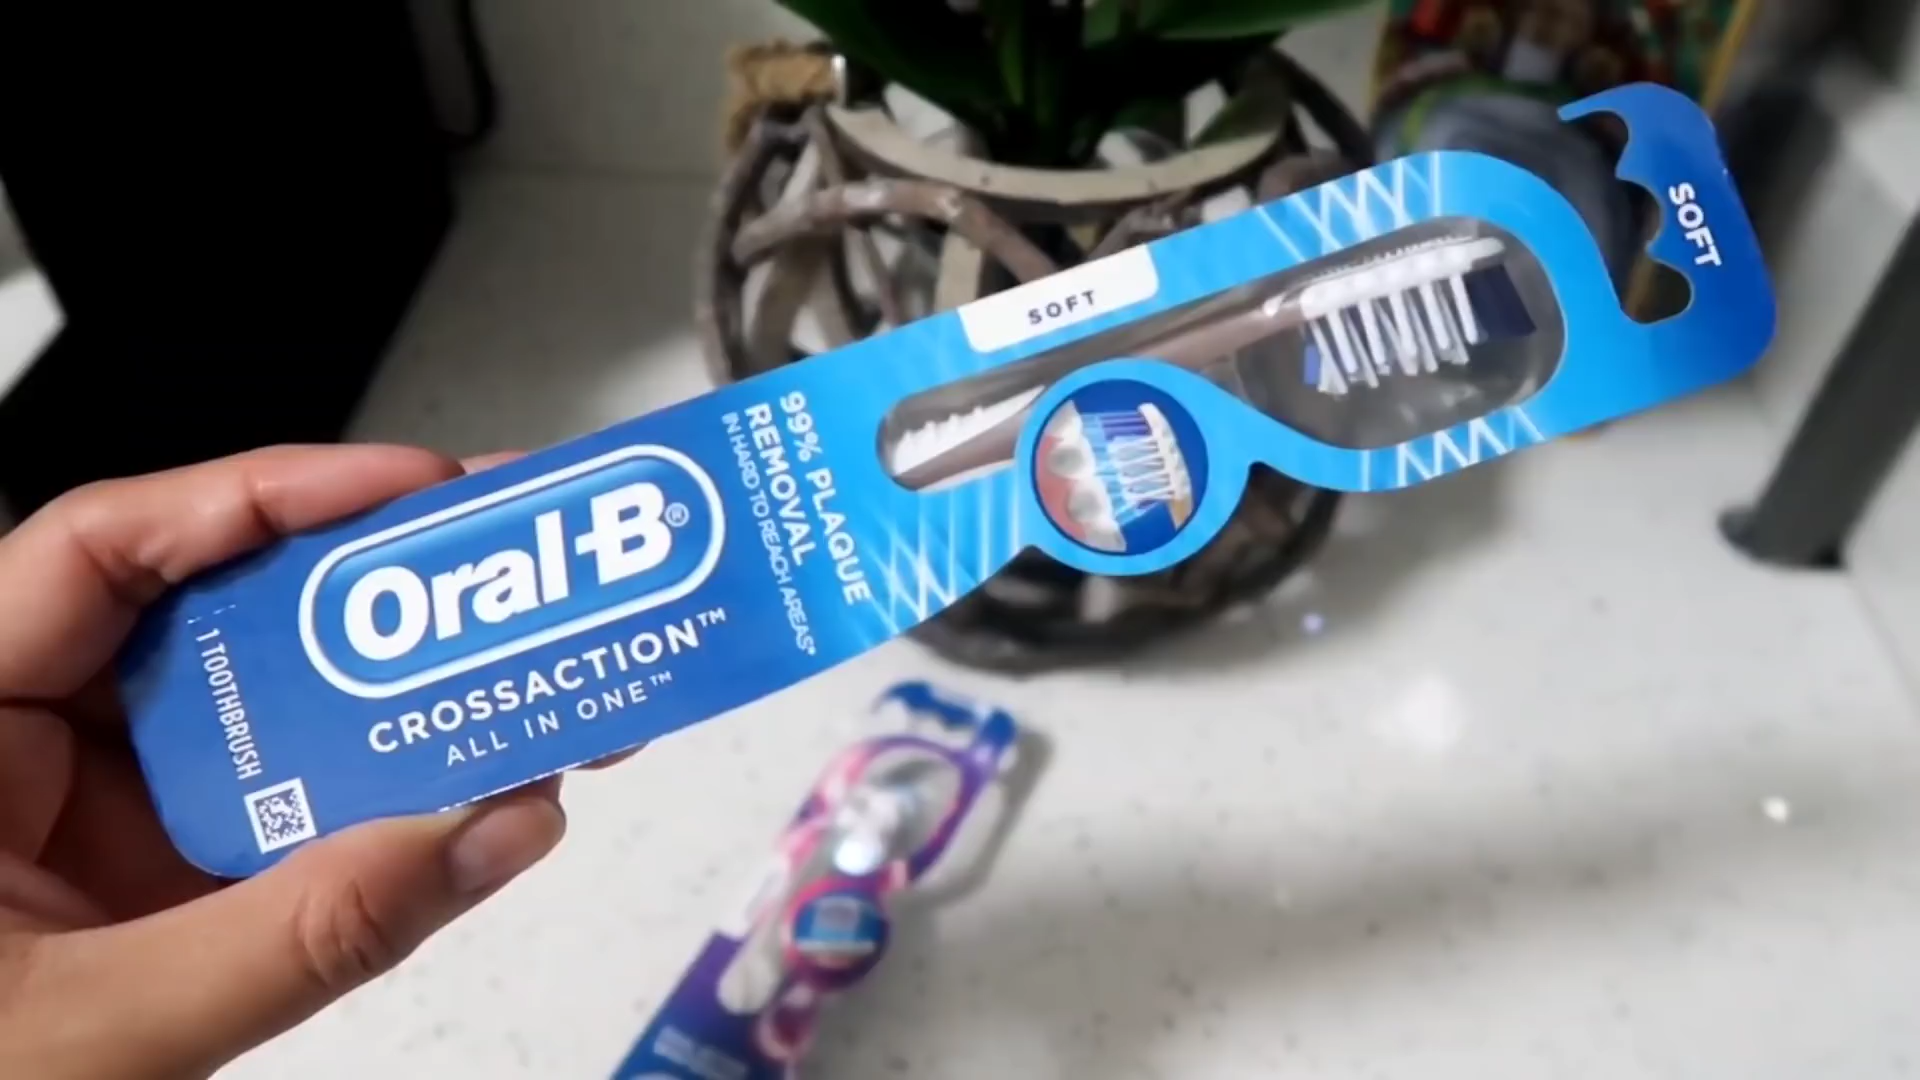 SOFT
SOFT
99% PLAQUE
REMOVAL
IN HARD TO REACH AREAS*
Oral-B®
CROSSACTION™
ALL IN ONE™
1 TOOTHBRUSH